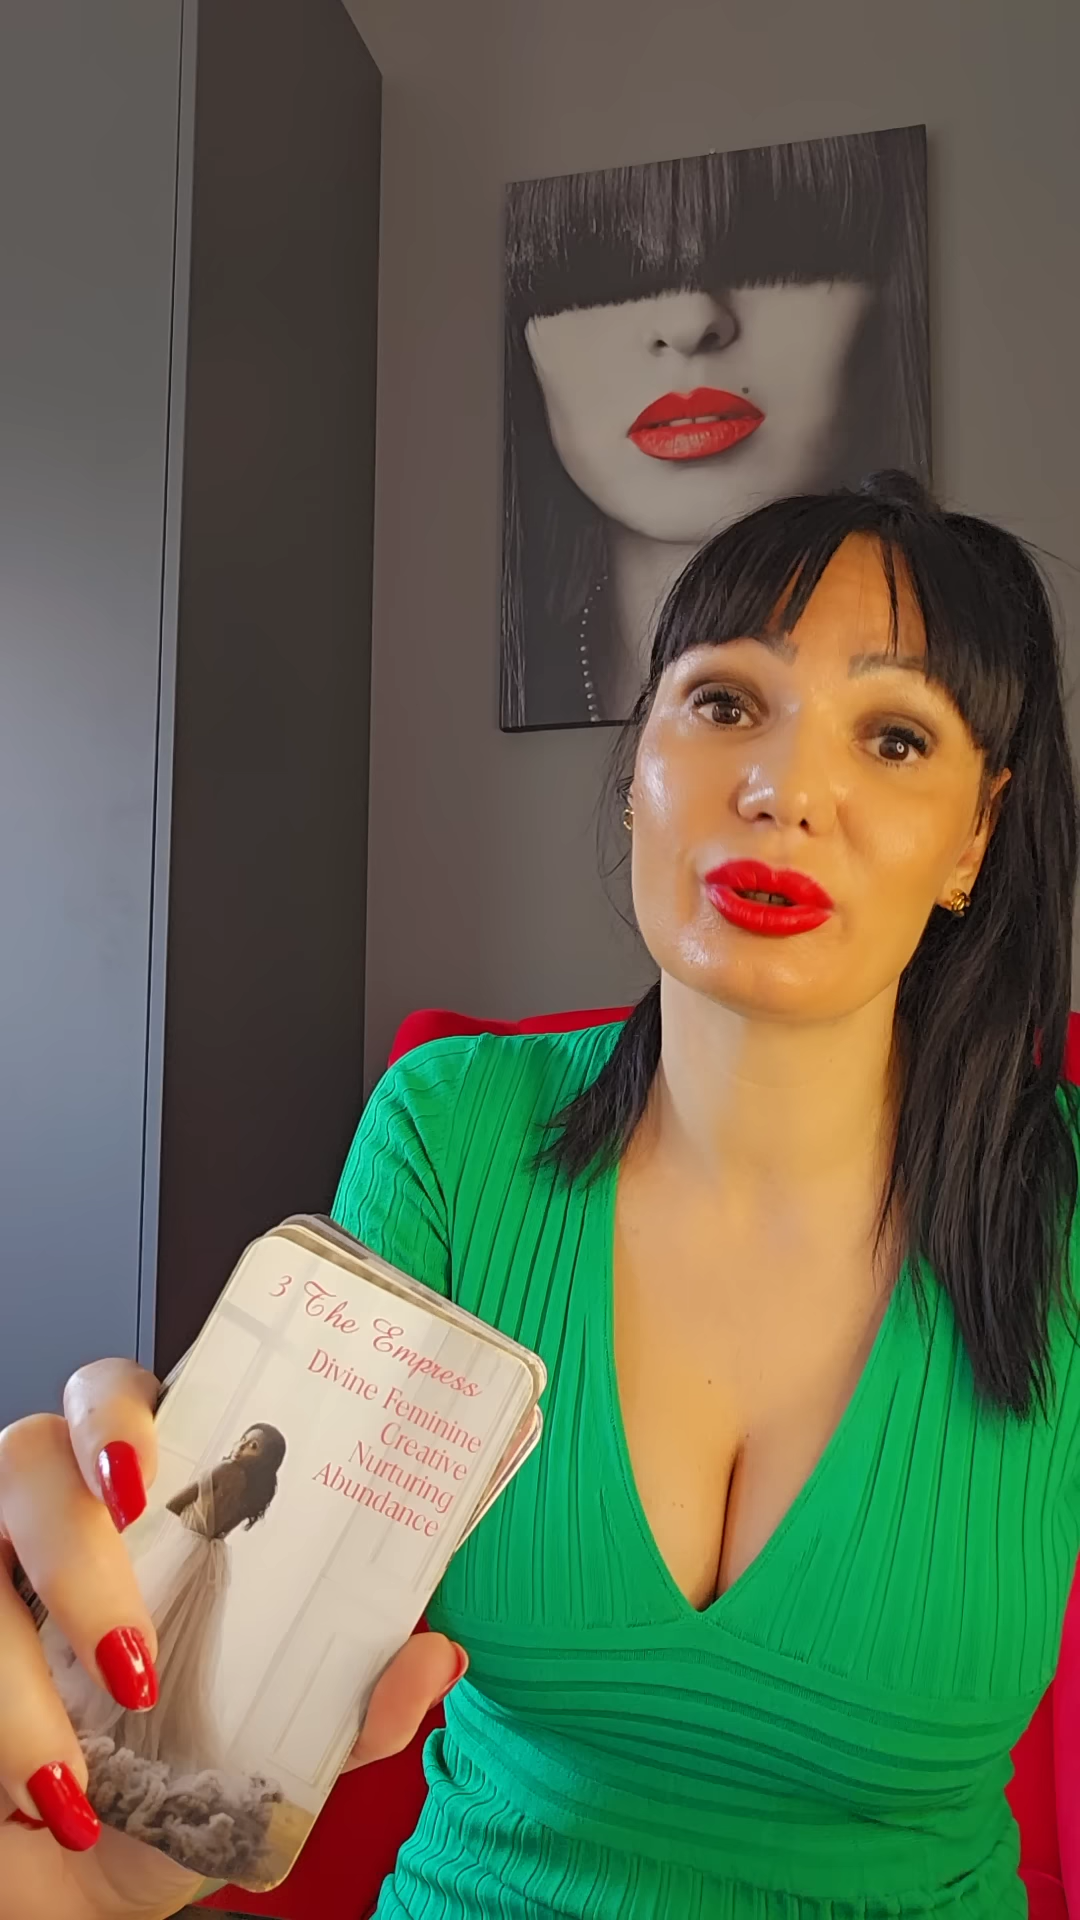 3 The Empress
Divine Feminine
Creative
Nurturing
Abundance